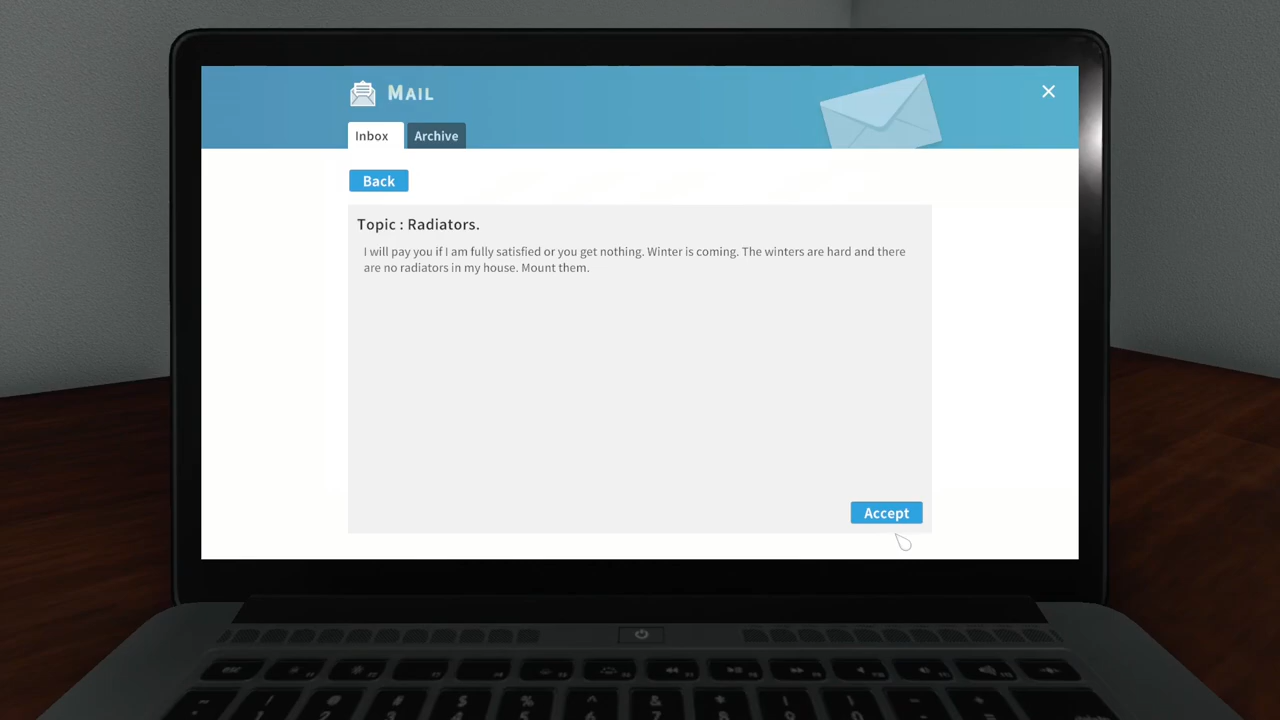 MAIL
Inbox
Archive
Back
Topic : Radiators.
I will pay you if I am fully satisfied or you get nothing. Winter is coming. The winters are hard and there
are no radiators in my house. Mount them.
Accept
esc